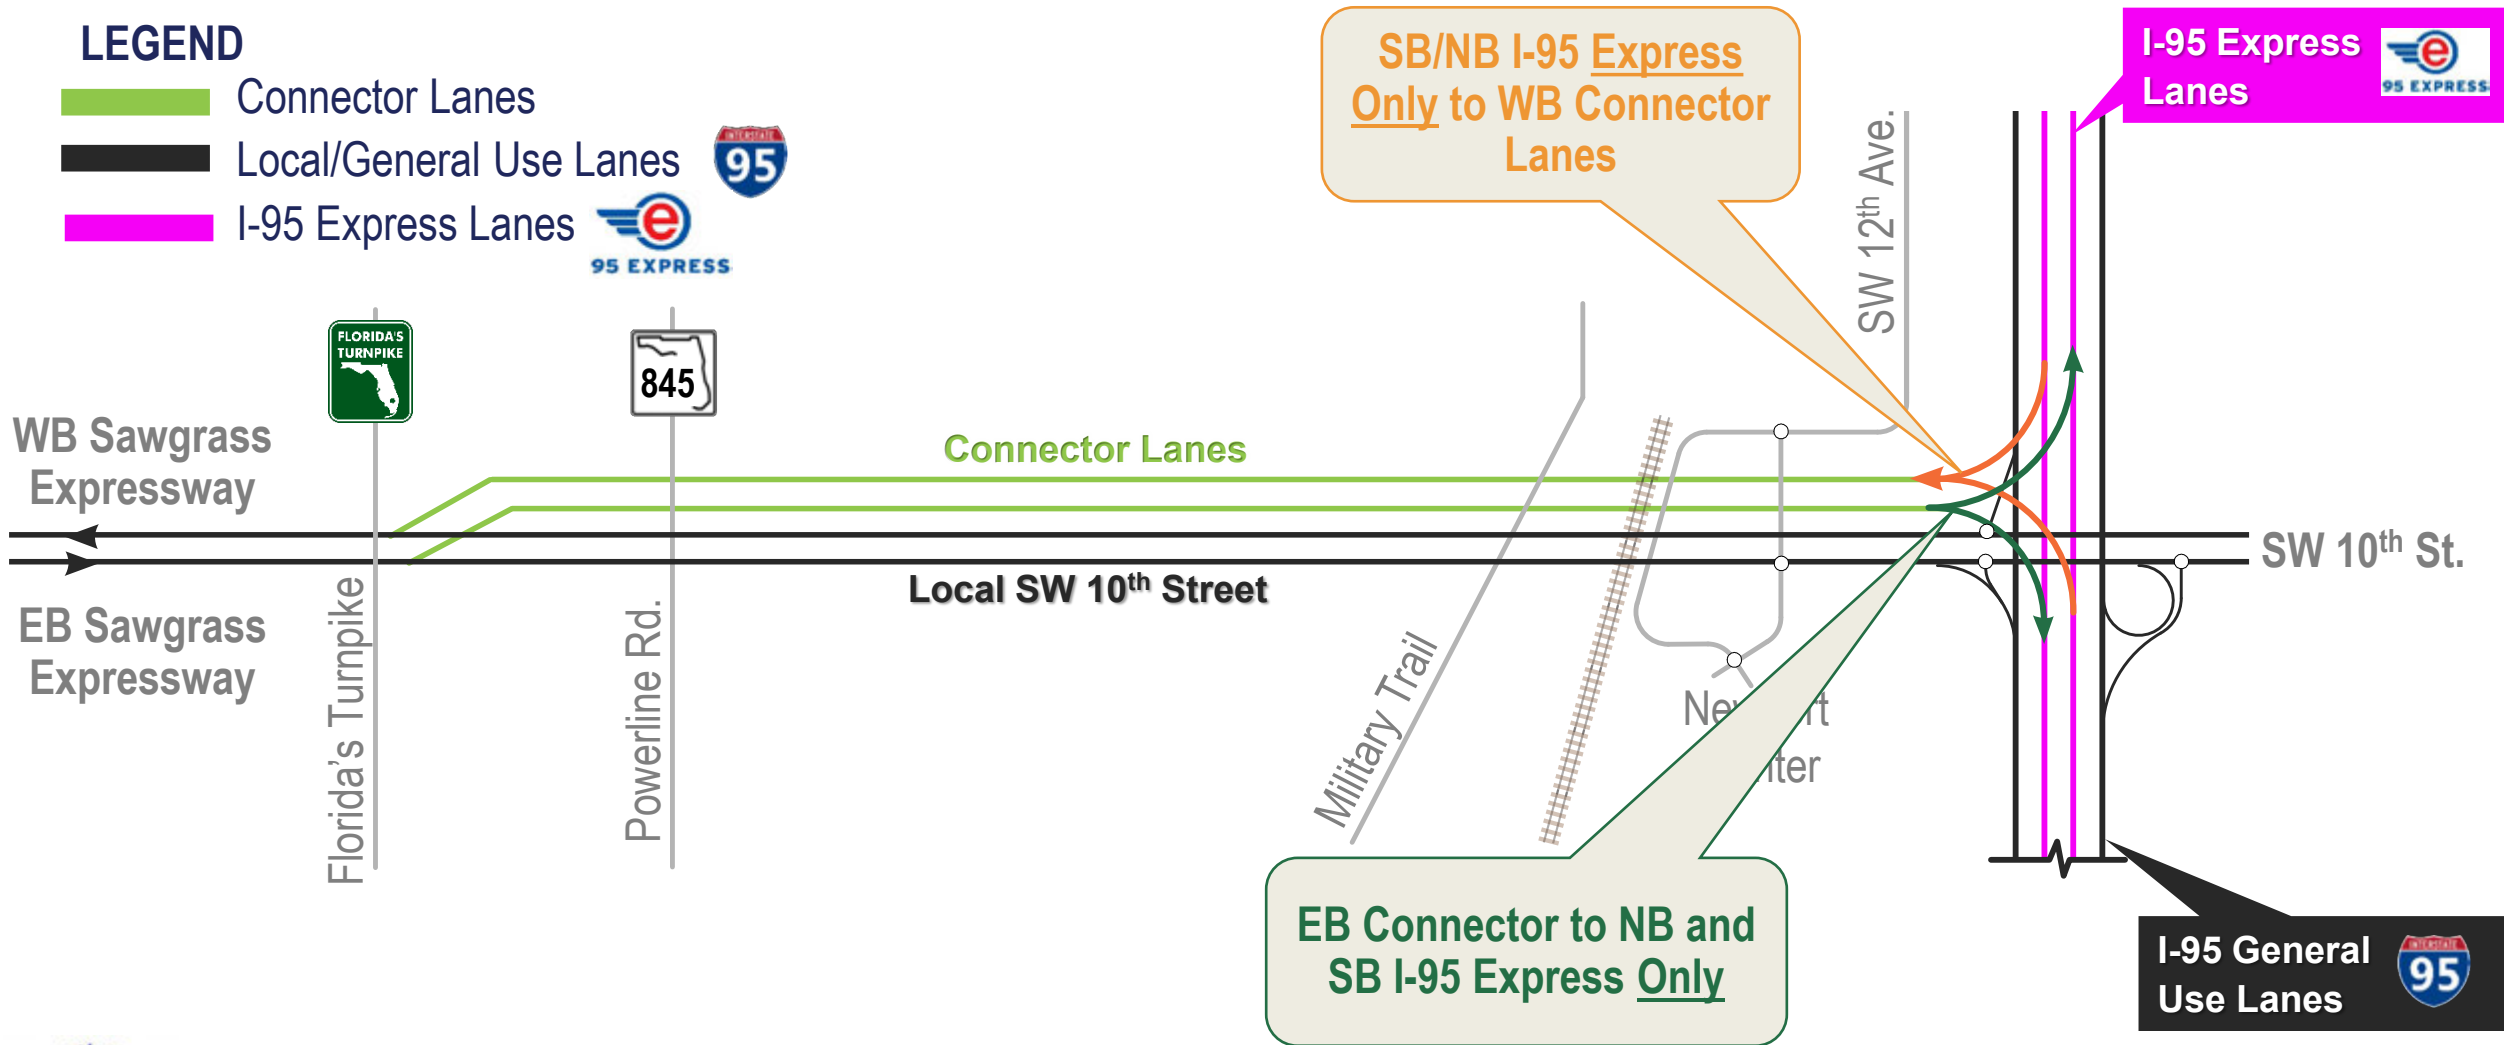 LEGEND
Connector Lanes
Local/General Use Lanes
INTERSTATE
95
I-95 Express Lanes
e
95 EXPRESS
SB/NB I-95 Express
Only to WB Connector
Lanes
I-95 Express
Lanes
e
95 EXPRESS
SW 12th Ave.
FLORIDA'S
TURNPIKE
845
WB Sawgrass
Expressway
Connector Lanes
Local SW 10th Street
SW 10th St.
EB Sawgrass
Expressway
Florida's Turnpike
Powerline Rd.
Military Trail
EB Connector to NB and
SB I-95 Express Only
I-95 General
Use Lanes
INTERSTATE
95